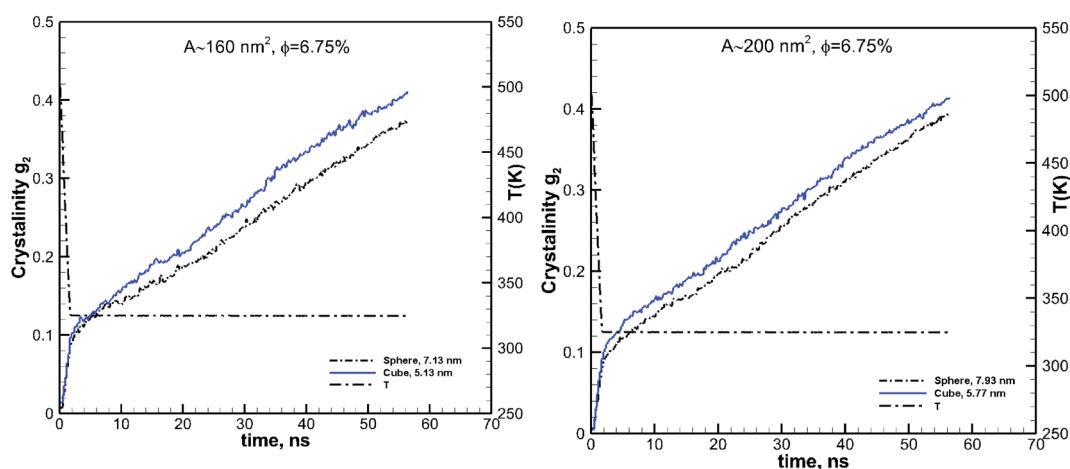 A~160 nm², ϕ=6.75%
Crystalinity g₂
0.5
0.4
0.3
0.2
0.1
0
550
500
450
400
350
300
250
T(K)
Sphere, 7.13 nm
Cube, 5.13 nm
T
0 10 20 30 40 50 60 70
time, ns
A~200 nm², ϕ=6.75%
Crystalinity g₂
0.5
0.4
0.3
0.2
0.1
0
550
500
450
400
350
300
250
T(K)
Sphere, 7.93 nm
Cube, 5.77 nm
T
0 10 20 30 40 50 60 70
time, ns